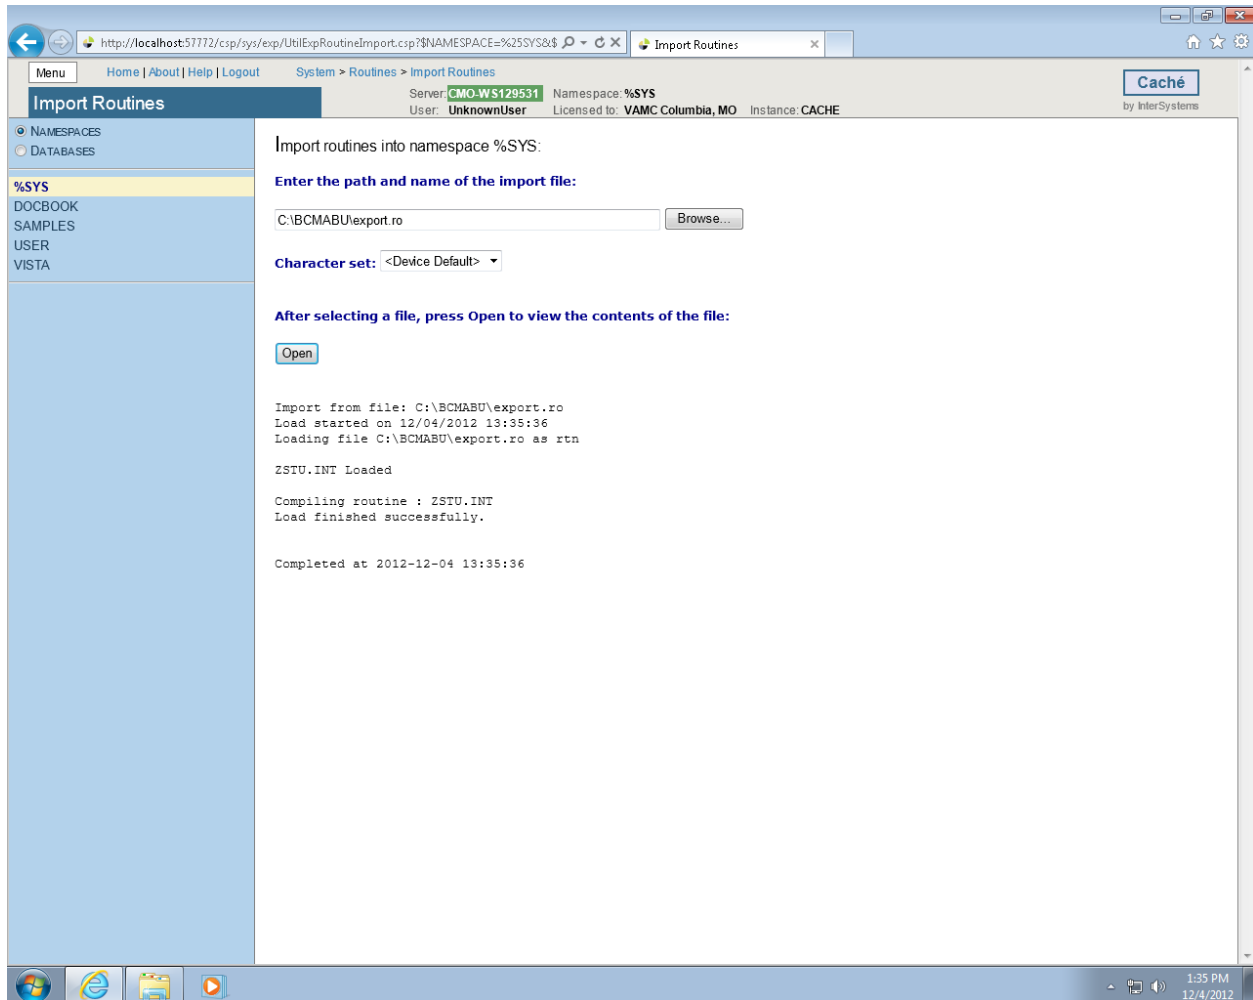 http://localhost:57772/csp/sys/exp/UtilExpRoutineImport.csp?$NAMESPACE=%25SYS&$
Import Routines
Menu
Home | About | Help | Logout
System > Routines > Import Routines
Server: CMO-WS129531 Namespace: %SYS
Caché
Import Routines
User: UnknownUser Licensed to: VAMC Columbia, MO Instance: CACHE
by InterSystems
NAMESPACES
DATABASES
%SYS
DOCBOOK
SAMPLES
USER
VISTA
Import routines into namespace %SYS:
Enter the path and name of the import file:
C:\BCMABU\export.ro
Browse...
Character set: <Device Default>
After selecting a file, press Open to view the contents of the file:
Open
Import from file: C:\BCMABU\export.ro
Load started on 12/04/2012 13:35:36
Loading file C:\BCMABU\export.ro as rtn
ZSTU.INT Loaded
Compiling routine : ZSTU.INT
Load finished successfully.
Completed at 2012-12-04 13:35:36
1:35 PM
12/4/2012